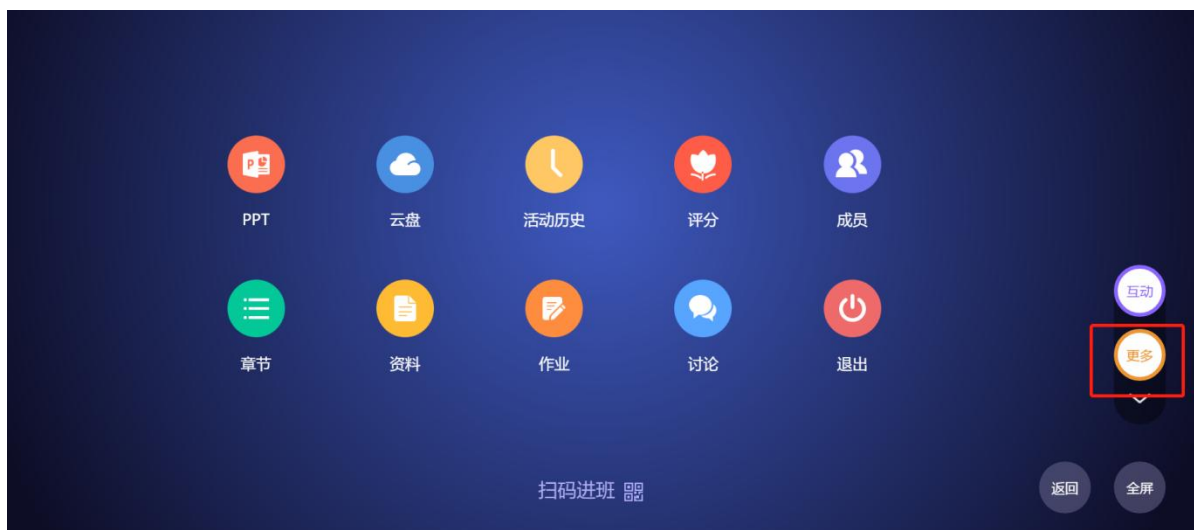 PPT 云盘 活动历史 评分 成员
互动
章节 资料 作业 讨论 退出
更多
扫码进班
返回 全屏